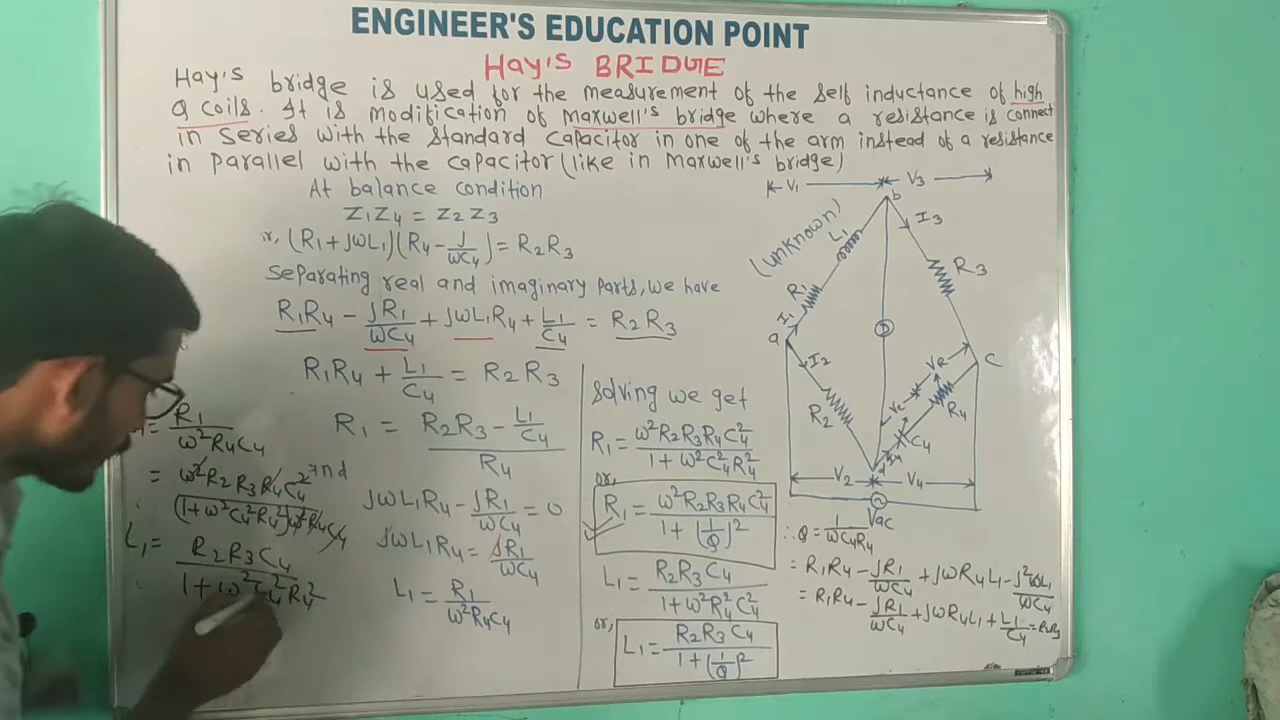 ENGINEER'S EDUCATION POINT
HAY'S BRIDGE
Hay's bridge is used for the measurement of the self inductance of high
Q coils. It is modification of Maxwell's bridge where a resistance is connect
in series with the standard capacitor in one of the arm instead of a resistance
in parallel with the capacitor (like in Maxwell's bridge)
At balance condition
Z1Z4 = Z2Z3
or, (R1+jωL1)(R4 - j/ωC4) = R2R3
Separating real and imaginary parts, we have
R1R4 - jR1/ωC4 + jωL1R4 + L1/C4 = R2R3
R1R4 + L1/C4 = R2R3
R1 = (R2R3 - L1/C4)/R4
and
jωL1R4 - jR1/ωC4 = 0
jωL1R4 = jR1/ωC4
L1 = R1/ω²R4C4
= R1/ω²R4C4
= ω²R2R3R4C4²/(1+ω²C4²R4²)ω²R4C4
L1 = R2R3C4/1+ω²C4²R4²
Solving we get
R1 = ω²R2R3R4C4²/1+ω²C4²R4²
or,
R1 = ω²R2R3R4C4²/1+(1/Q)²
L1 = R2R3C4/1+ω²R4²C4²
or,
L1 = R2R3C4/1+(1/Q)²
V1 V3
b
(unknown)
L1
I3
R3
R1
I1
a
D
c
I2
R2
VR
Vc
R4
C4
I4
d
V2 V4
Vac
∴ Q = 1/ωC4R4
= R1R4 - jR1/ωC4 + jωR4L1 - j²ωL1/ωC4
= R1R4 - jR1/ωC4 + jωR4L1 + L1/C4 = R2R3